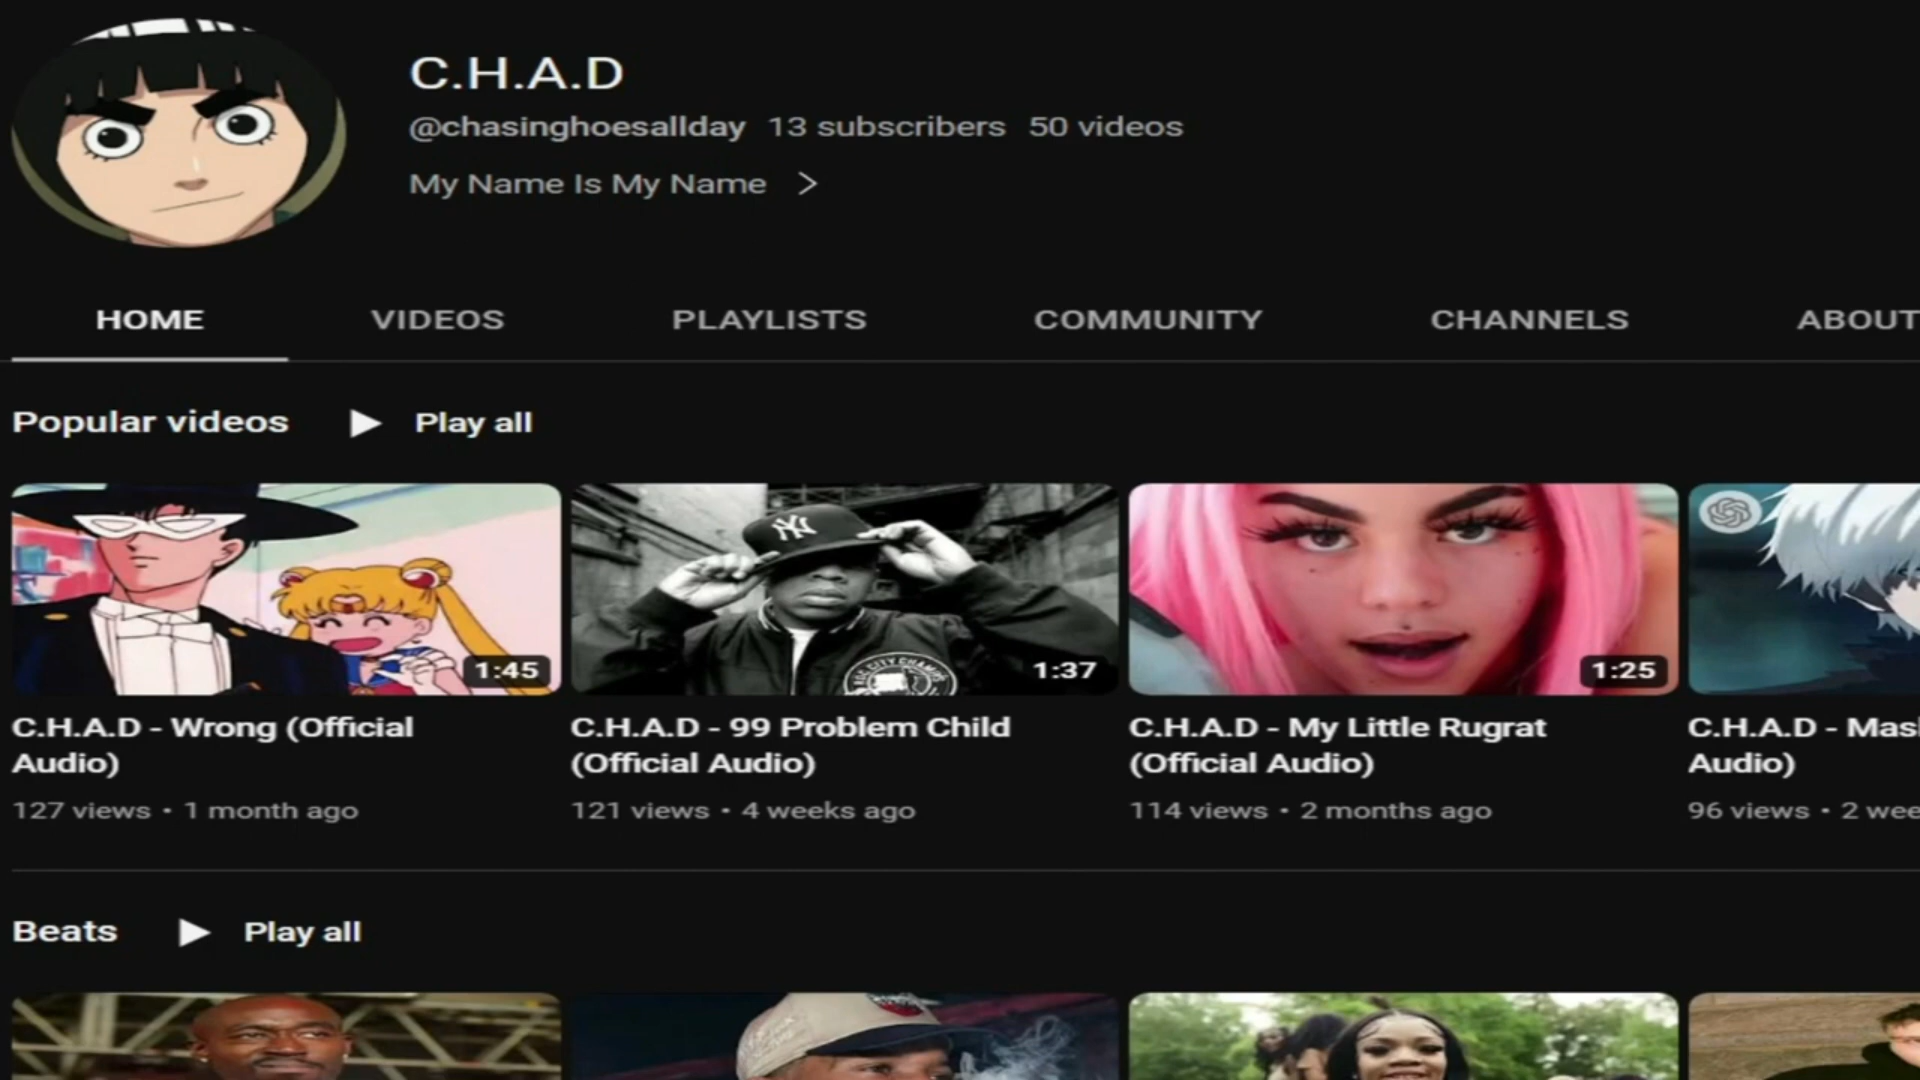 C.H.A.D
@chasinghoesallday 13 subscribers 50 videos
My Name Is My Name >
HOME VIDEOS PLAYLISTS COMMUNITY CHANNELS ABOUT
Popular videos ▶ Play all
NY
CITY CHAMPS
1:45 1:37 1:25
C.H.A.D - Wrong (Official
Audio)
127 views • 1 month ago
C.H.A.D - 99 Problem Child
(Official Audio)
121 views • 4 weeks ago
C.H.A.D - My Little Rugrat
(Official Audio)
114 views • 2 months ago
C.H.A.D -
Audio)
96 views • 2
Beats ▶ Play all